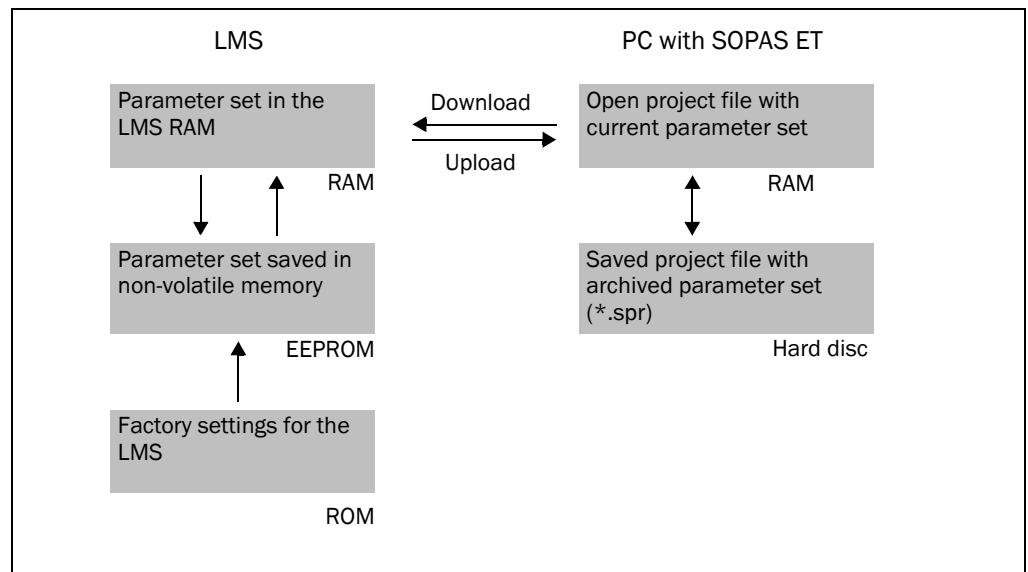 LMS
PC with SOPAS ET
Parameter set in the
LMS RAM
RAM
Download
Upload
Open project file with
current parameter set
RAM
Parameter set saved in
non-volatile memory
EEPROM
Saved project file with
archived parameter set
(*.spr)
Hard disc
Factory settings for the
LMS
ROM